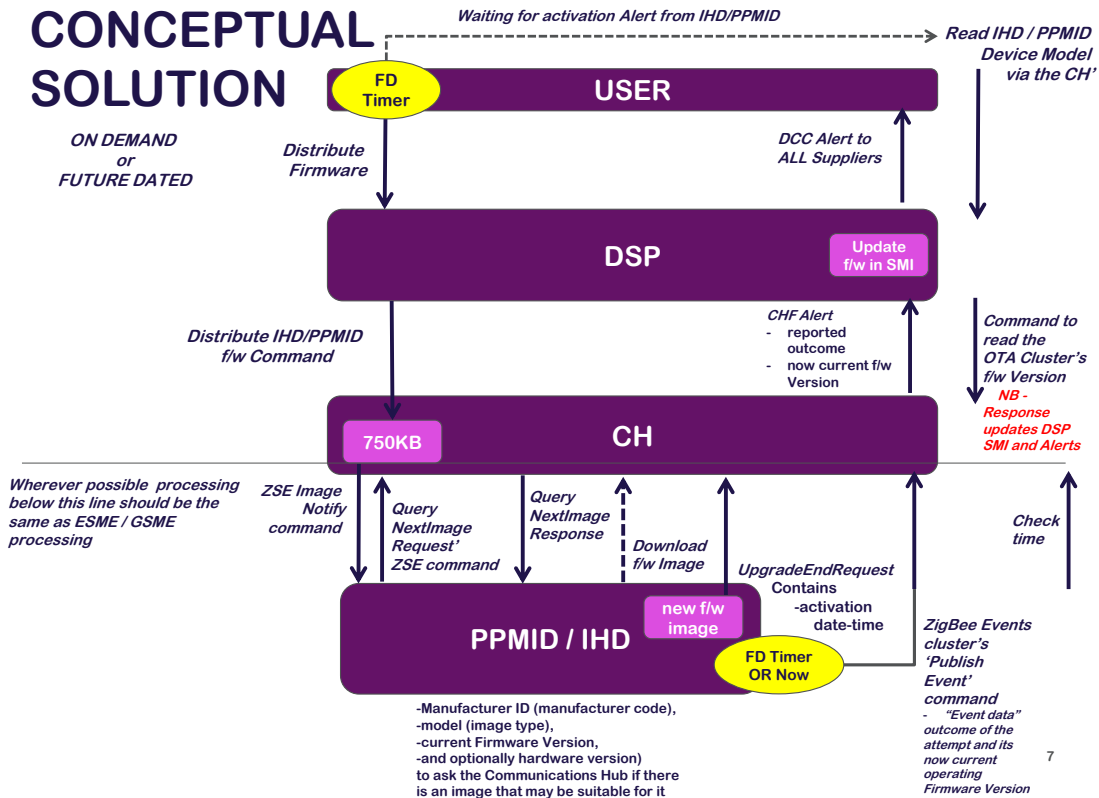 CONCEPTUAL
SOLUTION
ON DEMAND
or
FUTURE DATED
Waiting for activation Alert from IHD/PPMID
Read IHD / PPMID
Device Model
via the CH'
FD
Timer
USER
Distribute
Firmware
DCC Alert to
ALL Suppliers
DSP
Update
f/w in SMI
Distribute IHD/PPMID
f/w Command
CHF Alert
- reported
outcome
- now current f/w
Version
Command to
read the
OTA Cluster's
f/w Version
NB -
Response
updates DSP
SMI and Alerts
750KB
CH
Wherever possible processing
below this line should be the
same as ESME / GSME
processing
ZSE Image
Notify
command
Query
NextImage
Request'
ZSE command
Query
NextImage
Response
Download
f/w Image
UpgradeEndRequest
Contains
-activation
date-time
Check
time
new f/w
image
PPMID / IHD
FD Timer
OR Now
ZigBee Events
cluster's
'Publish
Event'
command
- "Event data"
outcome of the
attempt and its
now current
operating
Firmware Version
-Manufacturer ID (manufacturer code),
-model (image type),
-current Firmware Version,
-and optionally hardware version)
to ask the Communications Hub if there
is an image that may be suitable for it
7